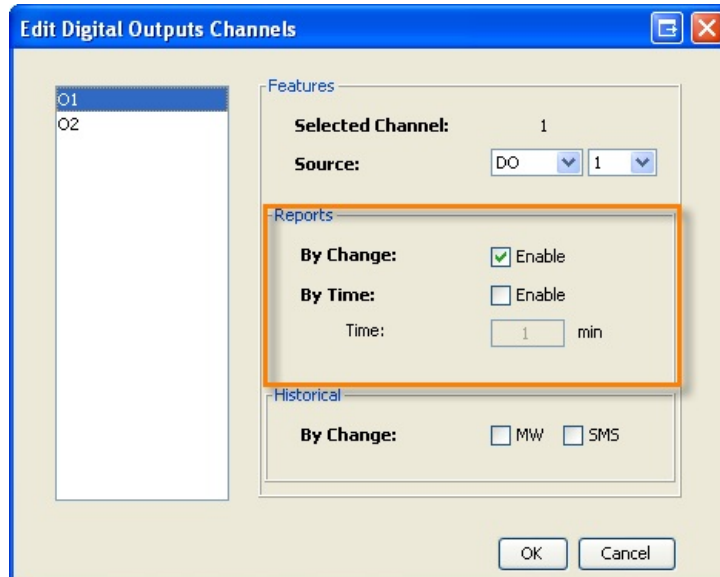 Edit Digital Outputs Channels
O1
O2
Features
Selected Channel: 1
Source: DO 1
Reports
By Change: Enable
By Time: Enable
Time: 1 min
Historical
By Change: MW SMS
OK Cancel